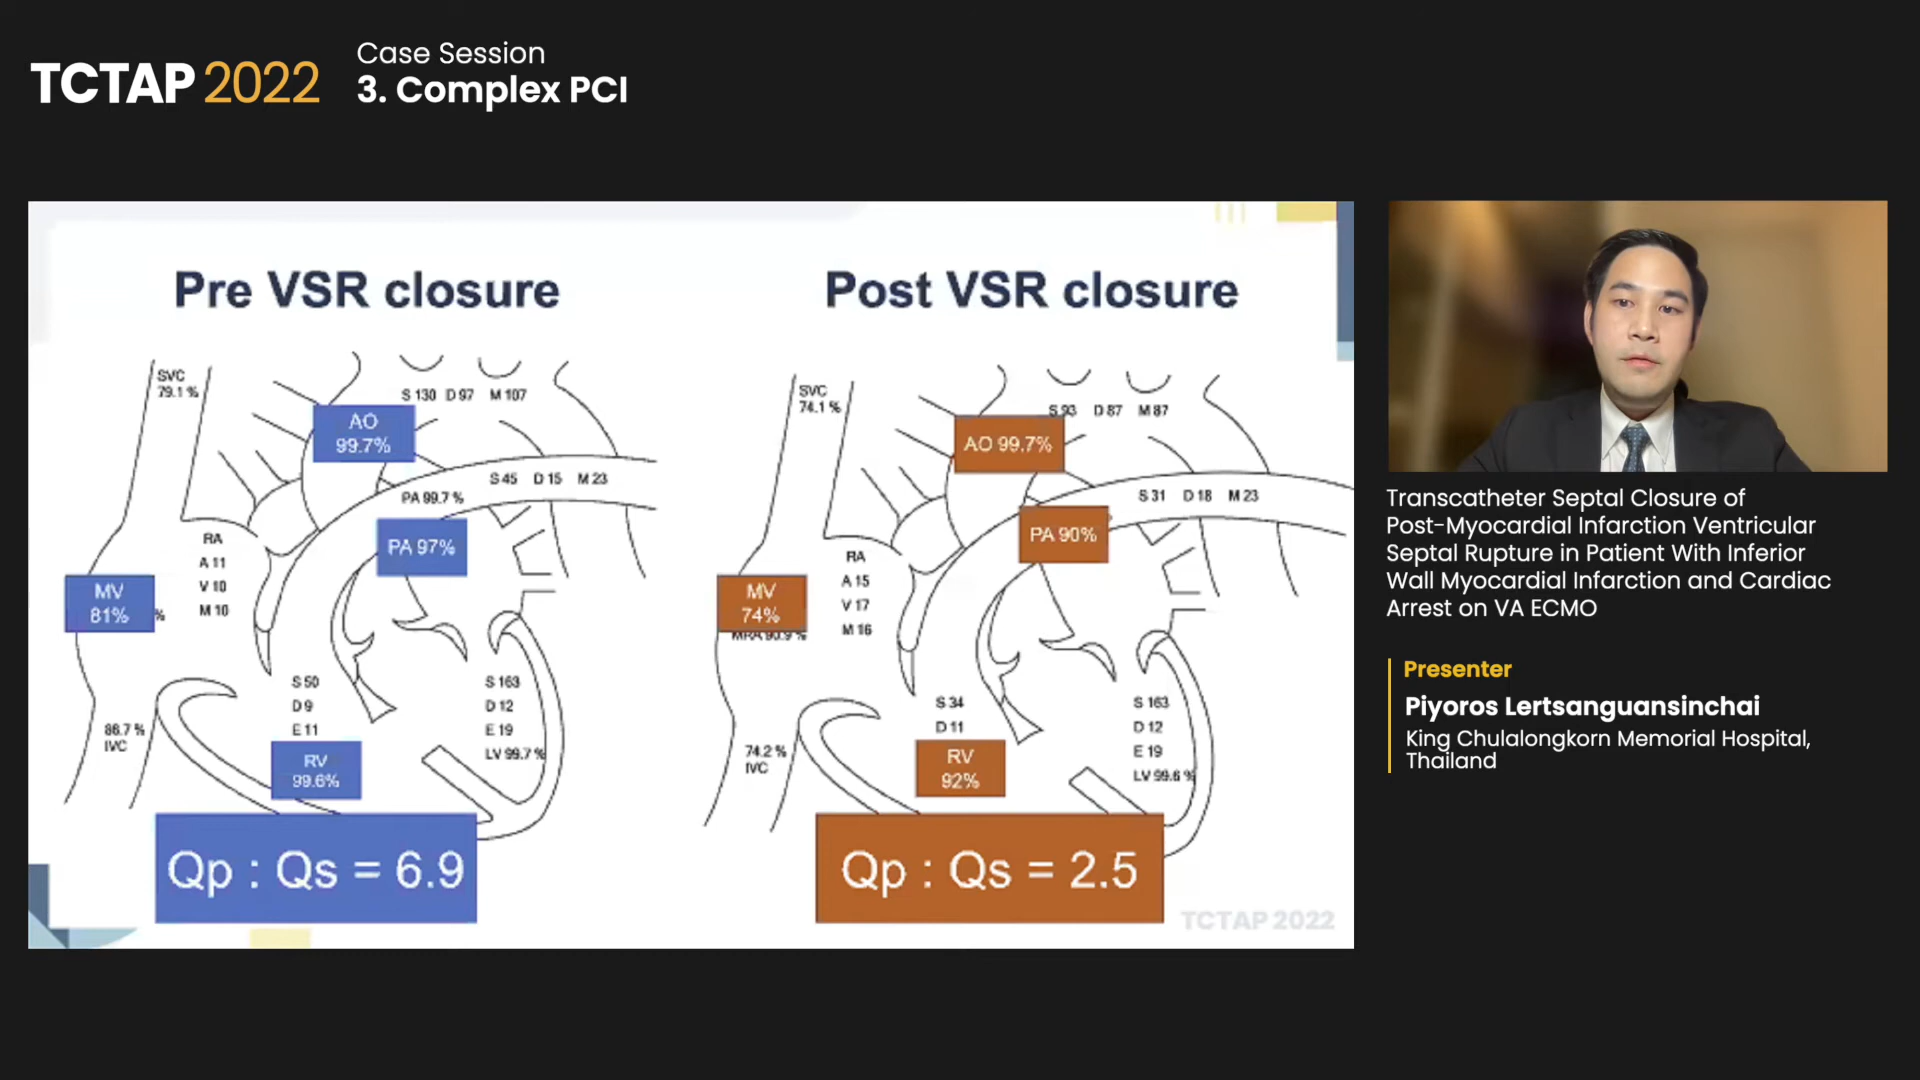 TCTAP 2022
Case Session
3. Complex PCI
Pre VSR closure
SVC
79.1 %
S 130 D 97 M 107
AO
99.7%
S 45 D 15 M 23
PA 99.7 %
PA 97%
RA
A 11
V 10
M 10
MV
81%
%
S 50
D 9
E 11
S 163
D 12
E 19
LV 99.7 %
86.7 %
IVC
RV
99.6%
Qp : Qs = 6.9
Post VSR closure
SVC
74.1 %
S 93 D 87 M 87
AO 99.7%
S 31 D 18 M 23
PA 90%
RA
A 15
V 17
M 16
MV
74%
MRA 90.9 %
S 34
D 11
S 163
D 12
E 19
LV 99.6 %
74.2 %
IVC
RV
92%
Qp : Qs = 2.5
TCTAP 2022
Transcatheter Septal Closure of
Post-Myocardial Infarction Ventricular
Septal Rupture in Patient With Inferior
Wall Myocardial Infarction and Cardiac
Arrest on VA ECMO
Presenter
Piyoros Lertsanguansinchai
King Chulalongkorn Memorial Hospital,
Thailand